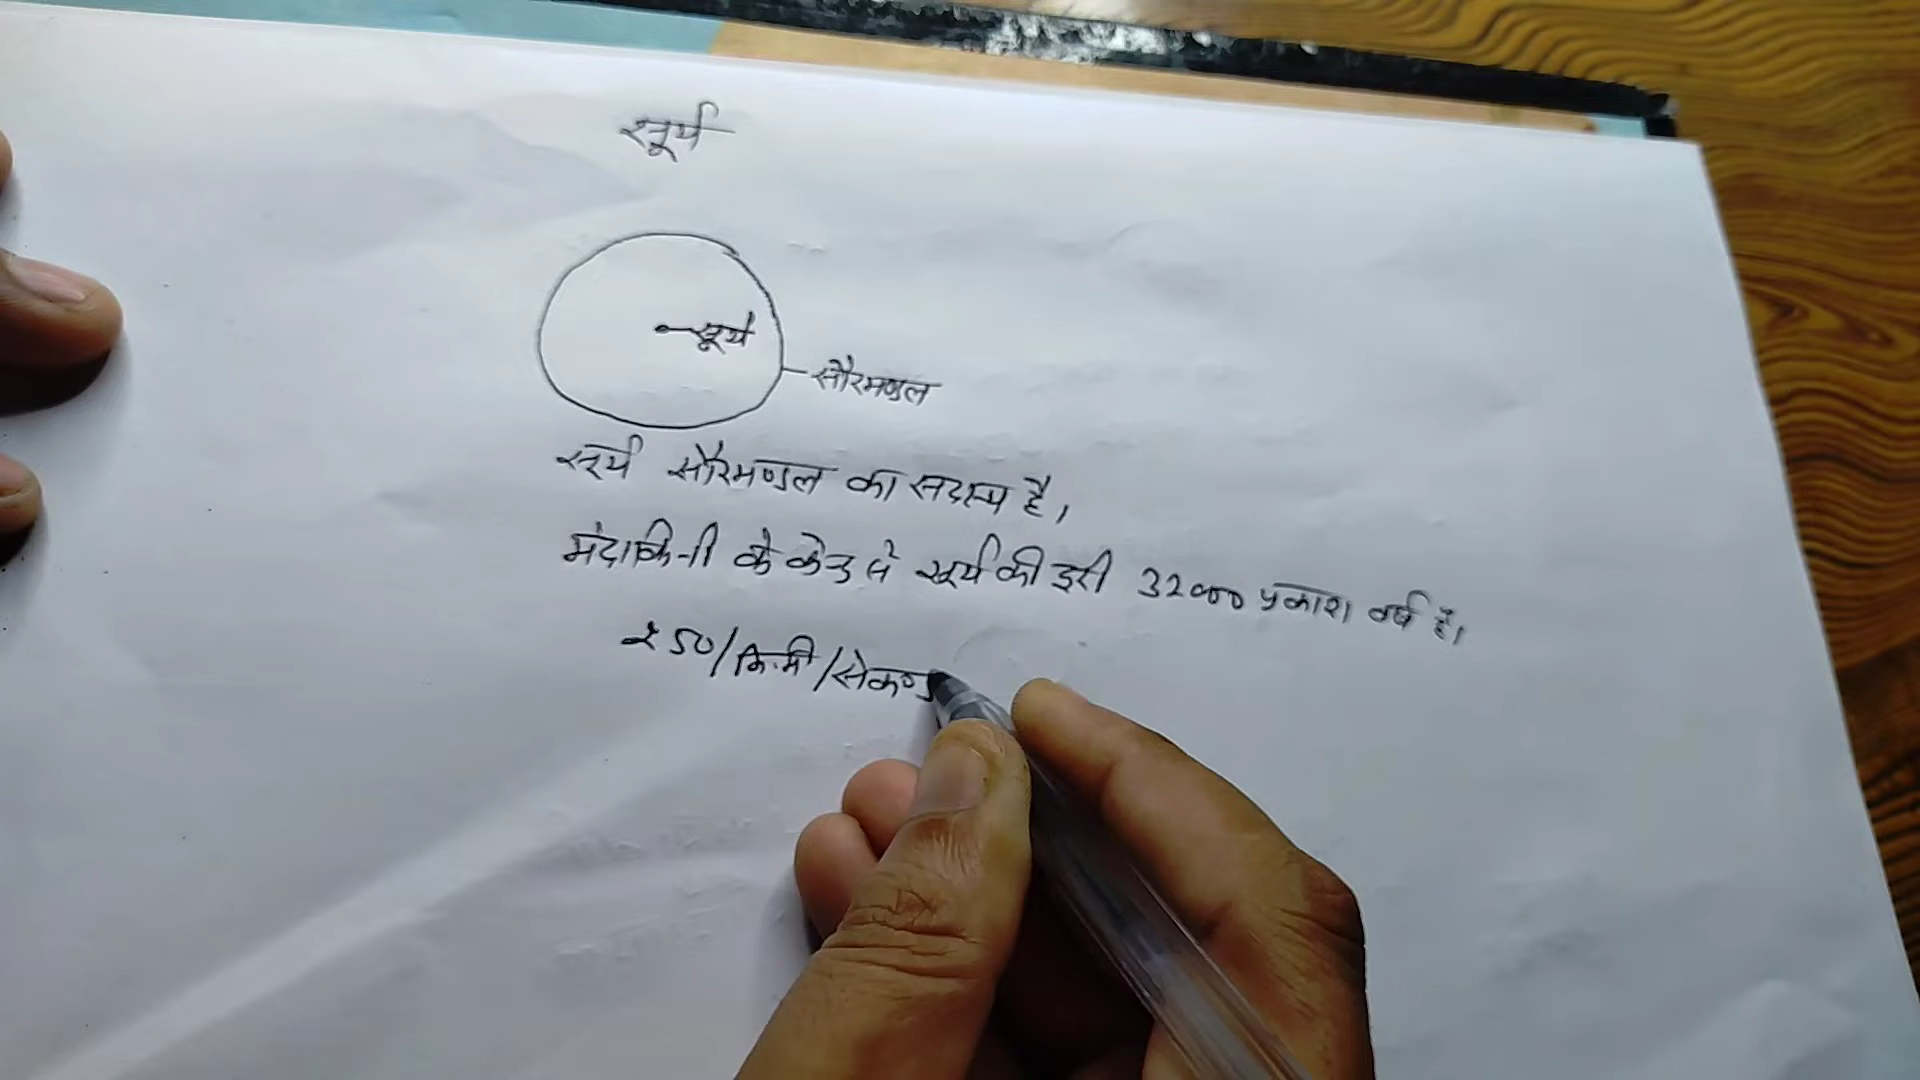 सूर्य
सूर्य
सौरमण्डल
सूर्य सौरमण्डल का सदस्य है।
मंदाकिनी के केन्द्र से सूर्य की दूरी 32000 प्रकाश वर्ष है।
250/कि.मी/सेकण्ड